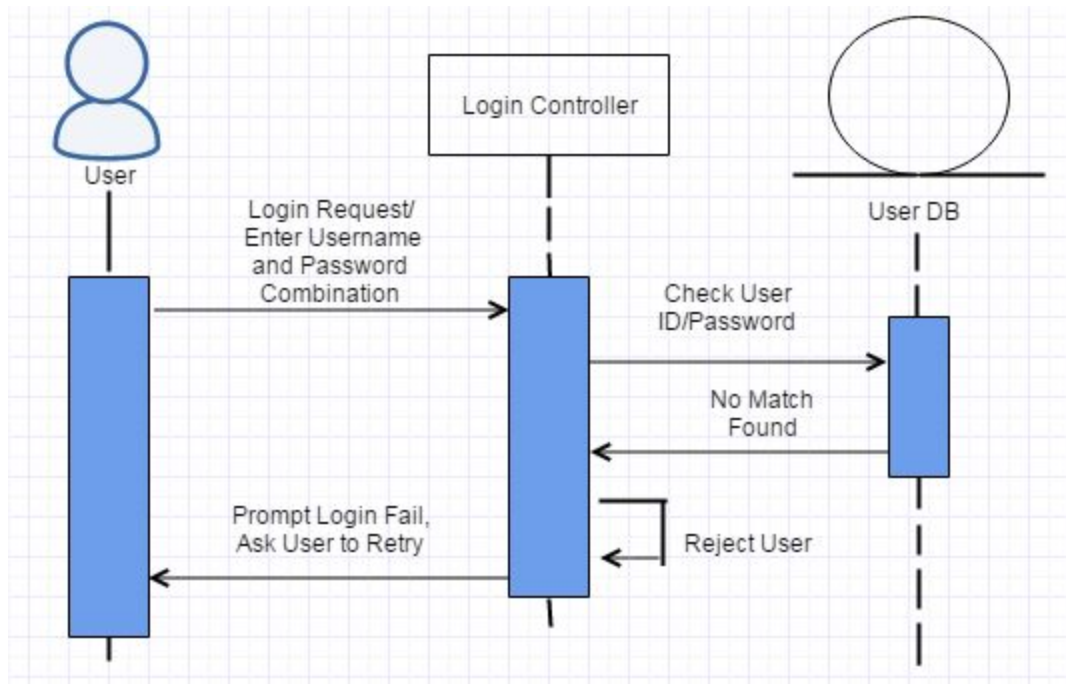 Login Controller
User
User DB
Login Request/
Enter Username
and Password
Combination
Check User
ID/Password
No Match
Found
Prompt Login Fail,
Ask User to Retry
Reject User